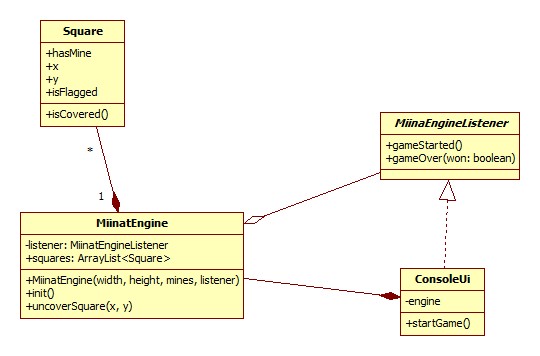 Square
+hasMine
+x
+y
+isFlagged
+isCovered()
*
1
MiinaEngineListener
+gameStarted()
+gameOver(won: boolean)
MiinatEngine
-listener: MiinatEngineListener
+squares: ArrayList<Square>
+MiinatEngine(width, height, mines, listener)
+init()
+uncoverSquare(x, y)
ConsoleUi
-engine
+startGame()